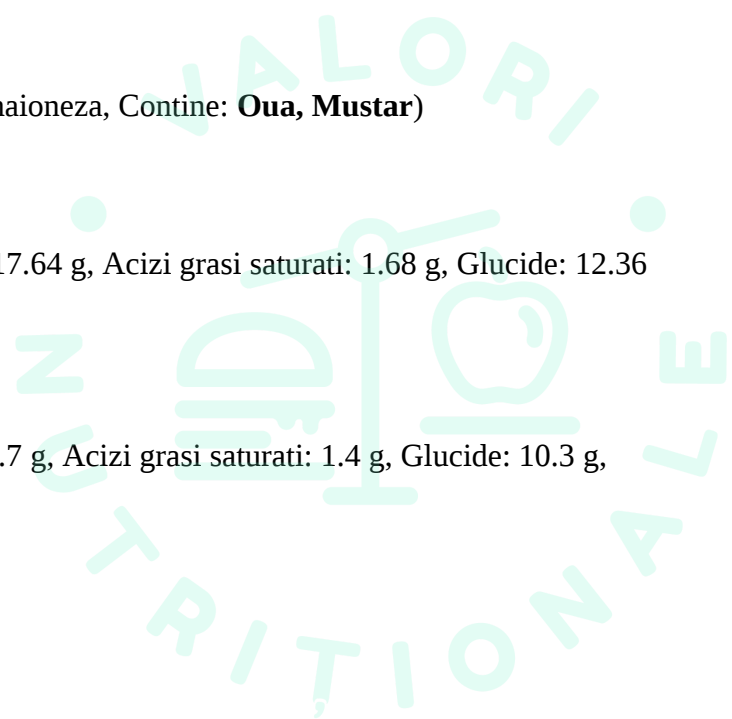 VALORI
maioneza, Contine: Oua, Mustar)
17.64 g, Acizi grasi saturati: 1.68 g, Glucide: 12.36
.7 g, Acizi grasi saturati: 1.4 g, Glucide: 10.3 g,
NUTRITIONALE